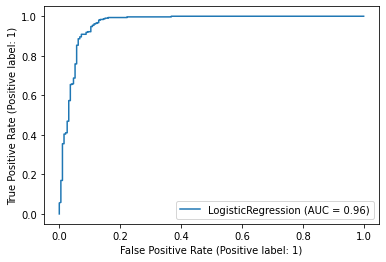 True Positive Rate (Positive label: 1)
1.0
0.8
0.6
0.4
0.2
0.0
LogisticRegression (AUC = 0.96)
0.0 0.2 0.4 0.6 0.8 1.0
False Positive Rate (Positive label: 1)